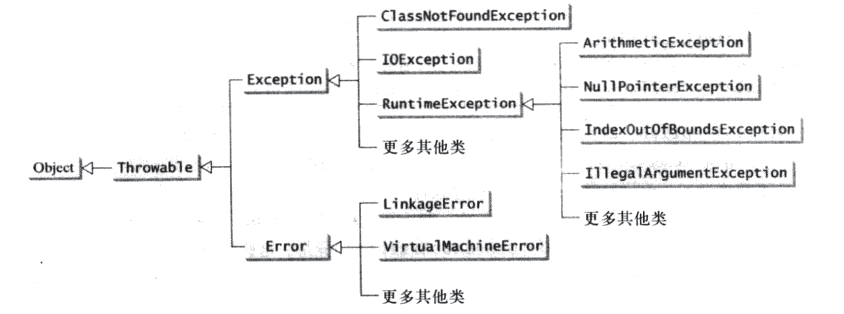 ClassNotFoundException
ArithmeticException
IOException
Exception
NullPointerException
RuntimeException
IndexOutOfBoundsException
更多其他类
Object
Throwable
IllegalArgumentException
LinkageError
更多其他类
Error
VirtualMachineError
更多其他类